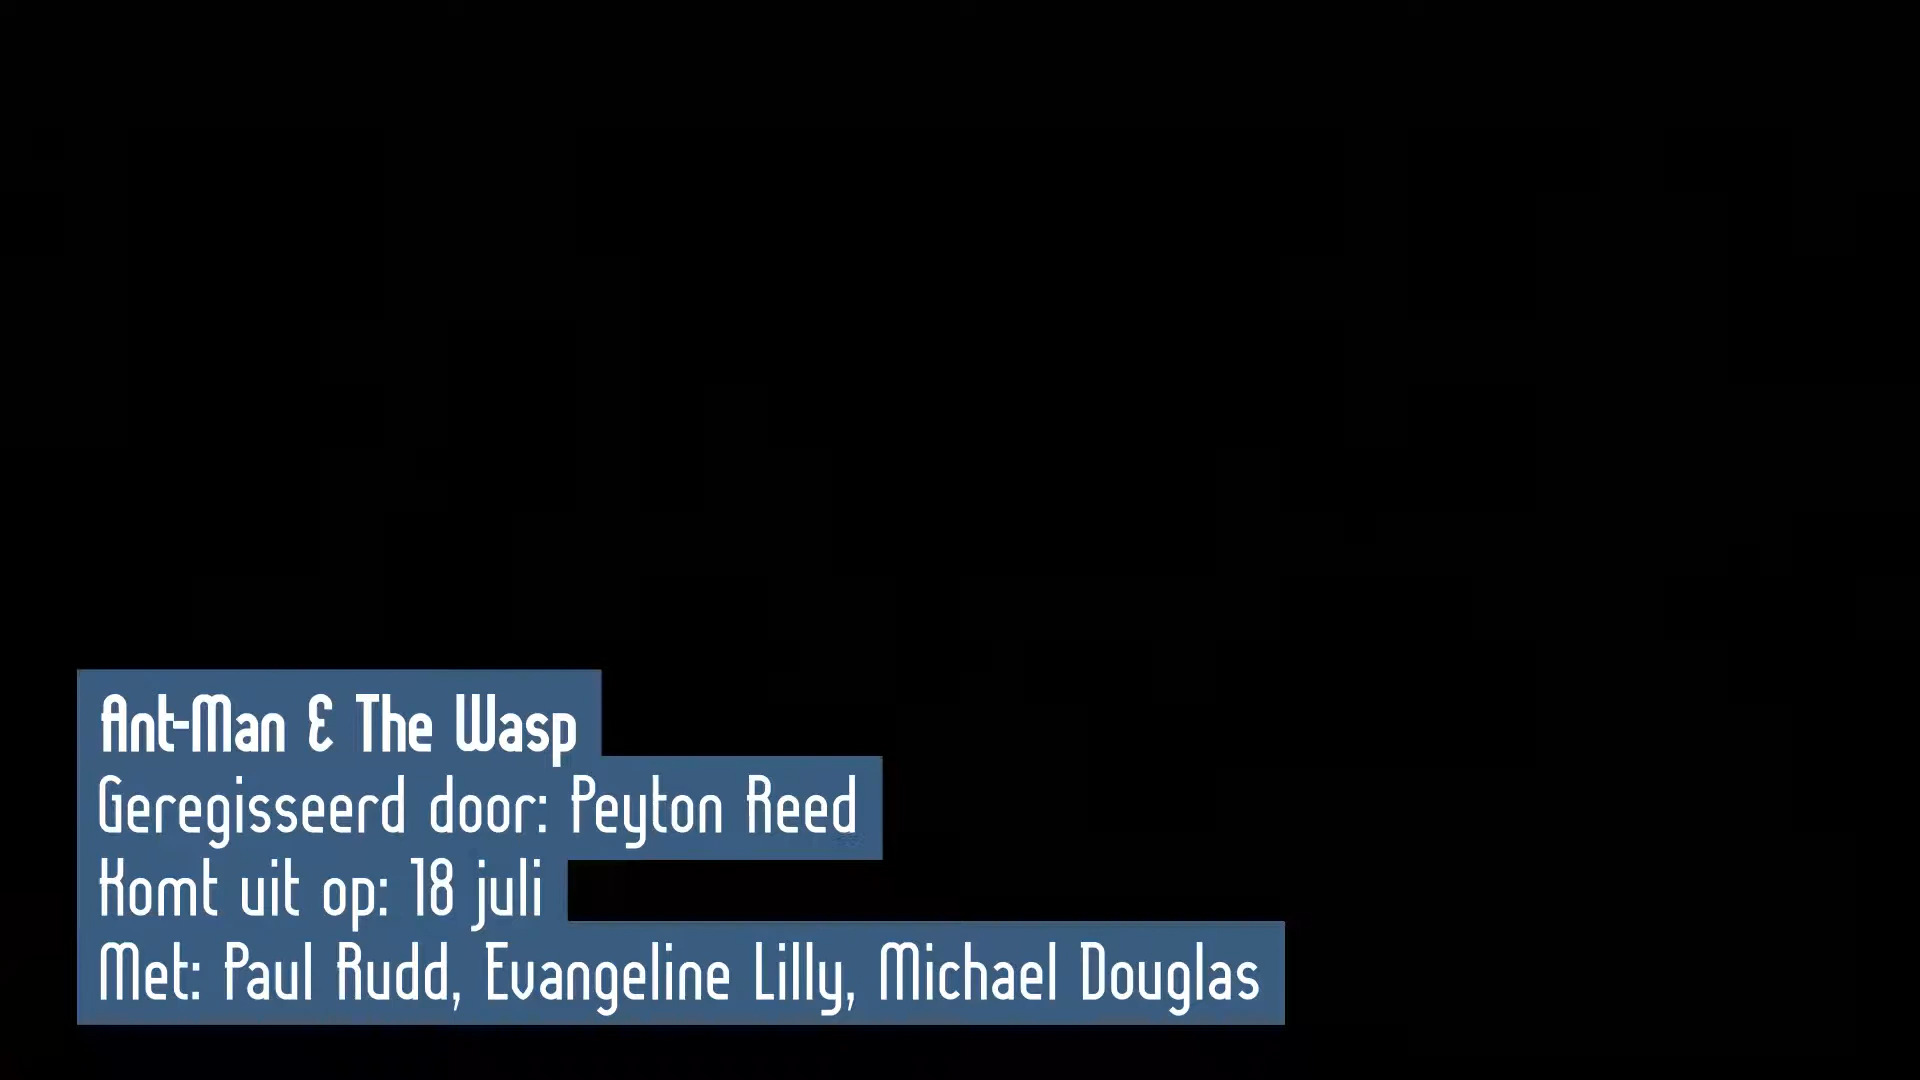 Ant-Man & The Wasp
Geregisseerd door: Peyton Reed
Komt uit op: 18 juli
Met: Paul Rudd, Evangeline Lilly, Michael Douglas